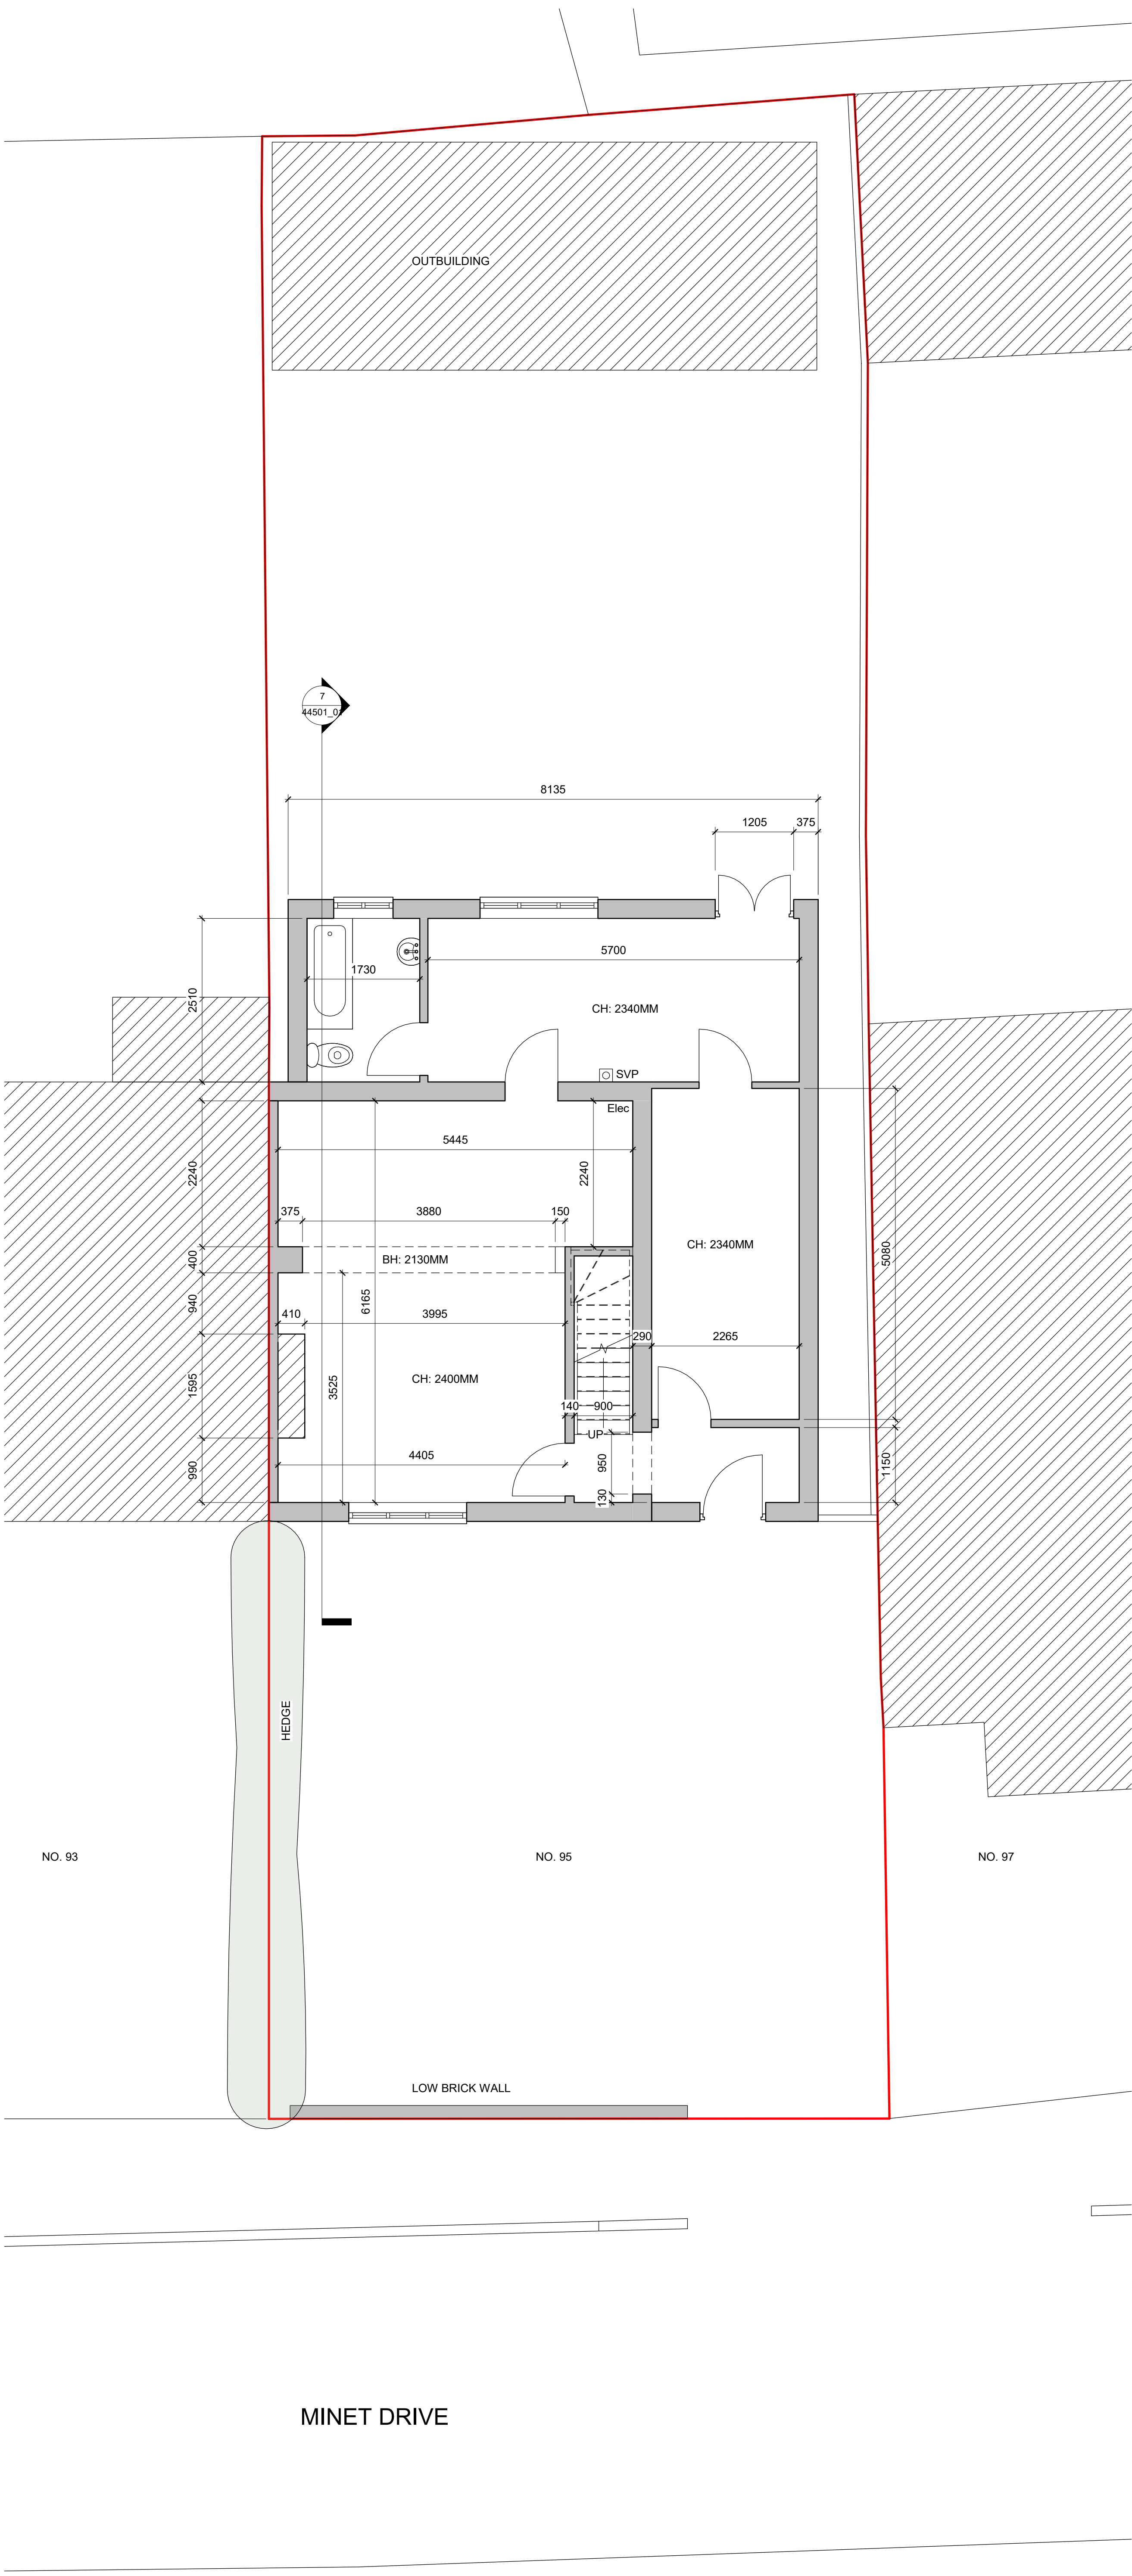 OUTBUILDING
7
44501_0
8135
1205
375
2510
1730
5700
CH: 2340MM
SVP
Elec
5445
2240
2240
375
3880
150
CH: 2340MM
BH: 2130MM
400
5080
940
6165
410
3995
290
2265
1595
3525
CH: 2400MM
140
900
UP
950
4405
990
130
1150
HEDGE
NO. 93
NO. 95
NO. 97
LOW BRICK WALL
MINET DRIVE